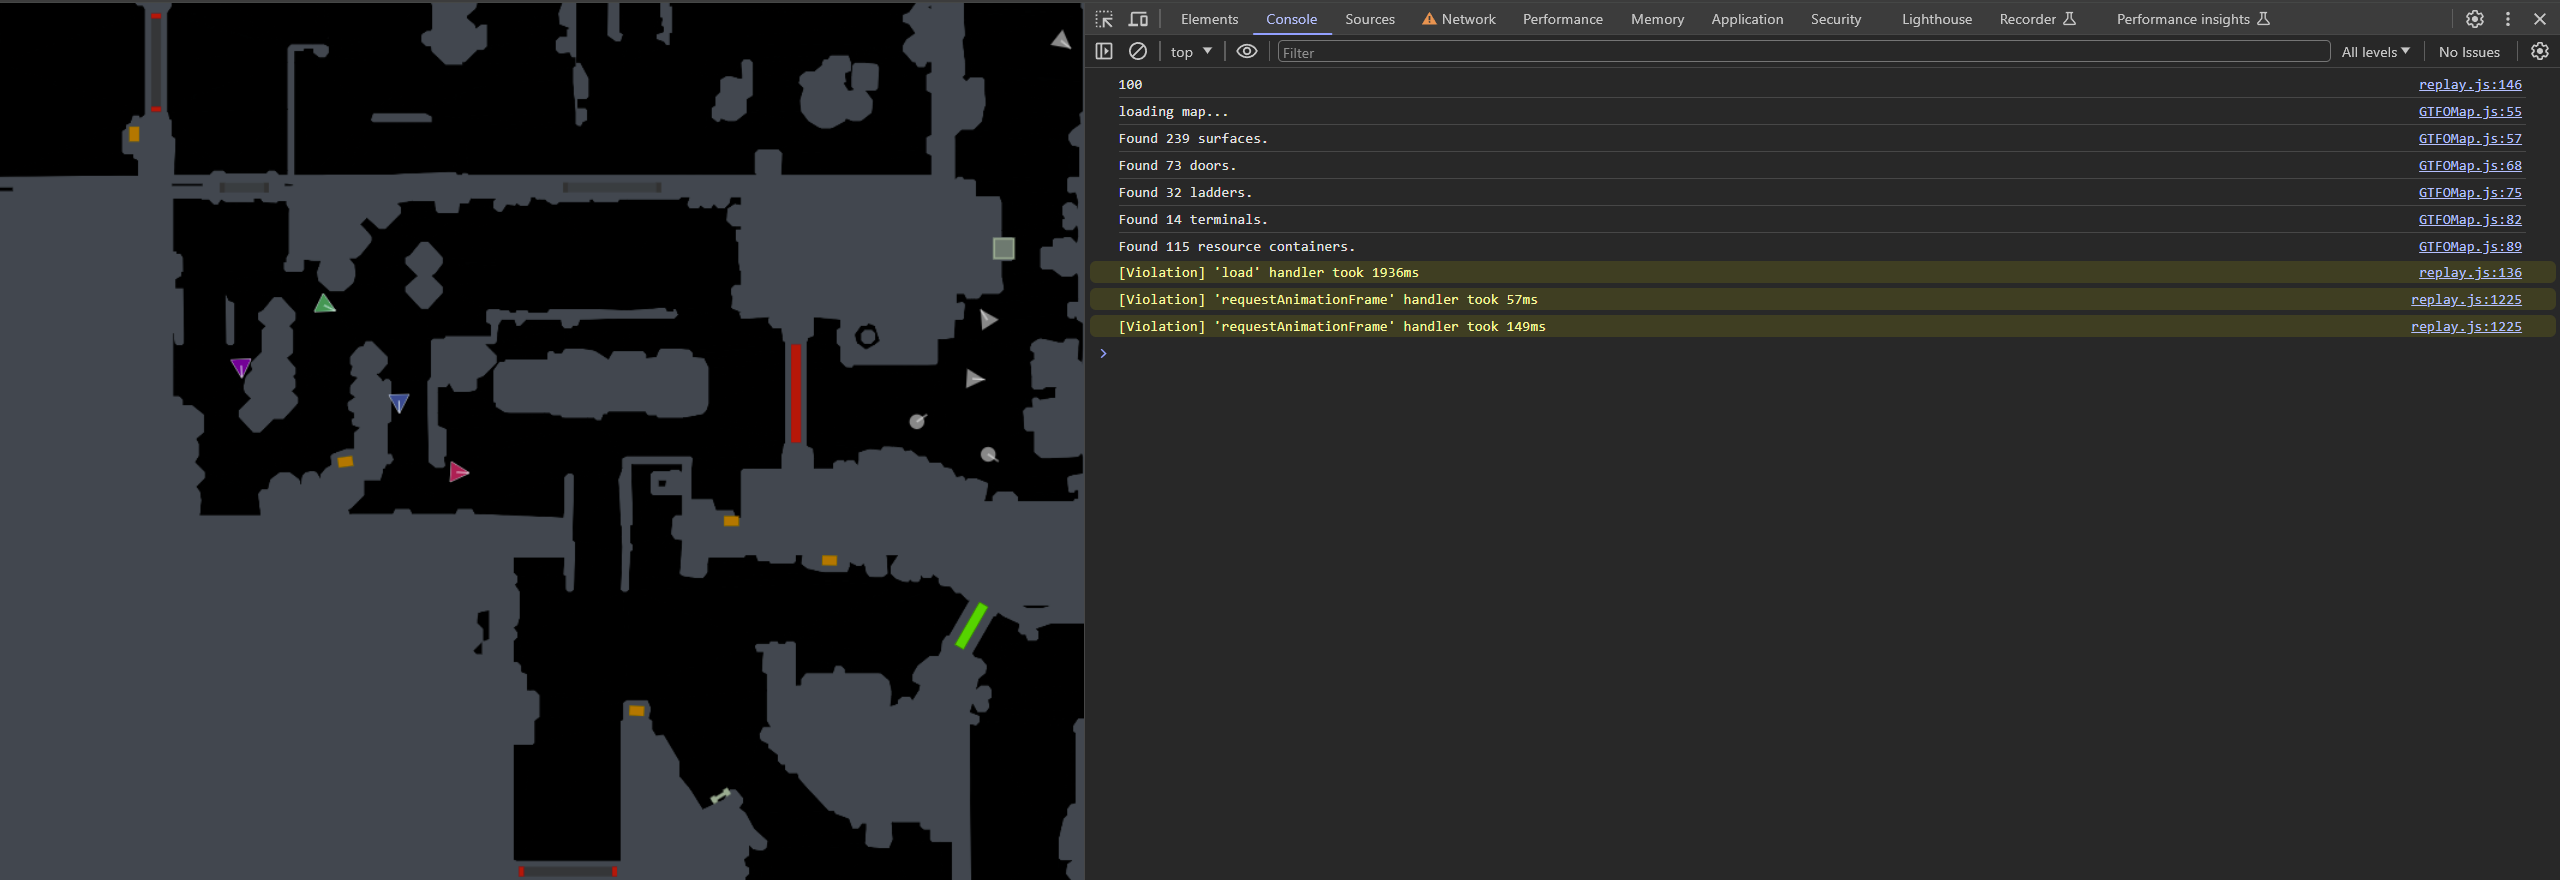 Elements Console Sources Network Performance Memory Application Security Lighthouse Recorder Performance insights
top Filter All levels No Issues
100 replay.js:146
loading map... GTFOMap.js:55
Found 239 surfaces. GTFOMap.js:57
Found 73 doors. GTFOMap.js:68
Found 32 ladders. GTFOMap.js:75
Found 14 terminals. GTFOMap.js:82
Found 115 resource containers. GTFOMap.js:89
[Violation] 'load' handler took 1936ms replay.js:136
[Violation] 'requestAnimationFrame' handler took 57ms replay.js:1225
[Violation] 'requestAnimationFrame' handler took 149ms replay.js:1225